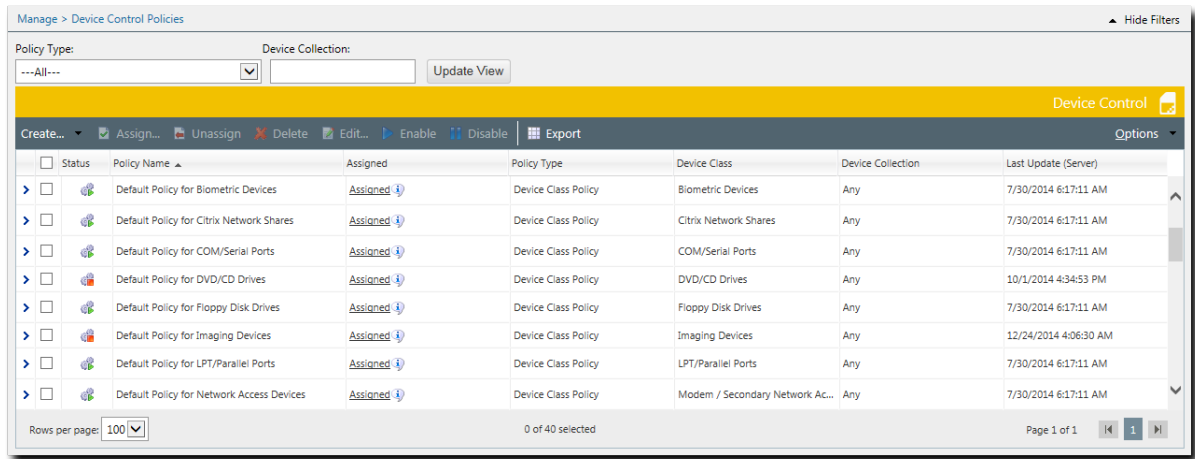 Manage > Device Control Policies Hide Filters
Policy Type: Device Collection:
---All--- Update View
Device Control
Create... Assign... Unassign Delete Edit... Enable Disable Export Options
Status Policy Name Assigned Policy Type Device Class Device Collection Last Update (Server)
Default Policy for Biometric Devices Assigned Device Class Policy Biometric Devices Any 7/30/2014 6:17:11 AM
Default Policy for Citrix Network Shares Assigned Device Class Policy Citrix Network Shares Any 7/30/2014 6:17:11 AM
Default Policy for COM/Serial Ports Assigned Device Class Policy COM/Serial Ports Any 7/30/2014 6:17:11 AM
Default Policy for DVD/CD Drives Assigned Device Class Policy DVD/CD Drives Any 10/1/2014 4:34:53 PM
Default Policy for Floppy Disk Drives Assigned Device Class Policy Floppy Disk Drives Any 7/30/2014 6:17:11 AM
Default Policy for Imaging Devices Assigned Device Class Policy Imaging Devices Any 12/24/2014 4:06:30 AM
Default Policy for LPT/Parallel Ports Assigned Device Class Policy LPT/Parallel Ports Any 7/30/2014 6:17:11 AM
Default Policy for Network Access Devices Assigned Device Class Policy Modem / Secondary Network Ac... Any 7/30/2014 6:17:11 AM
Rows per page: 100 0 of 40 selected Page 1 of 1 1